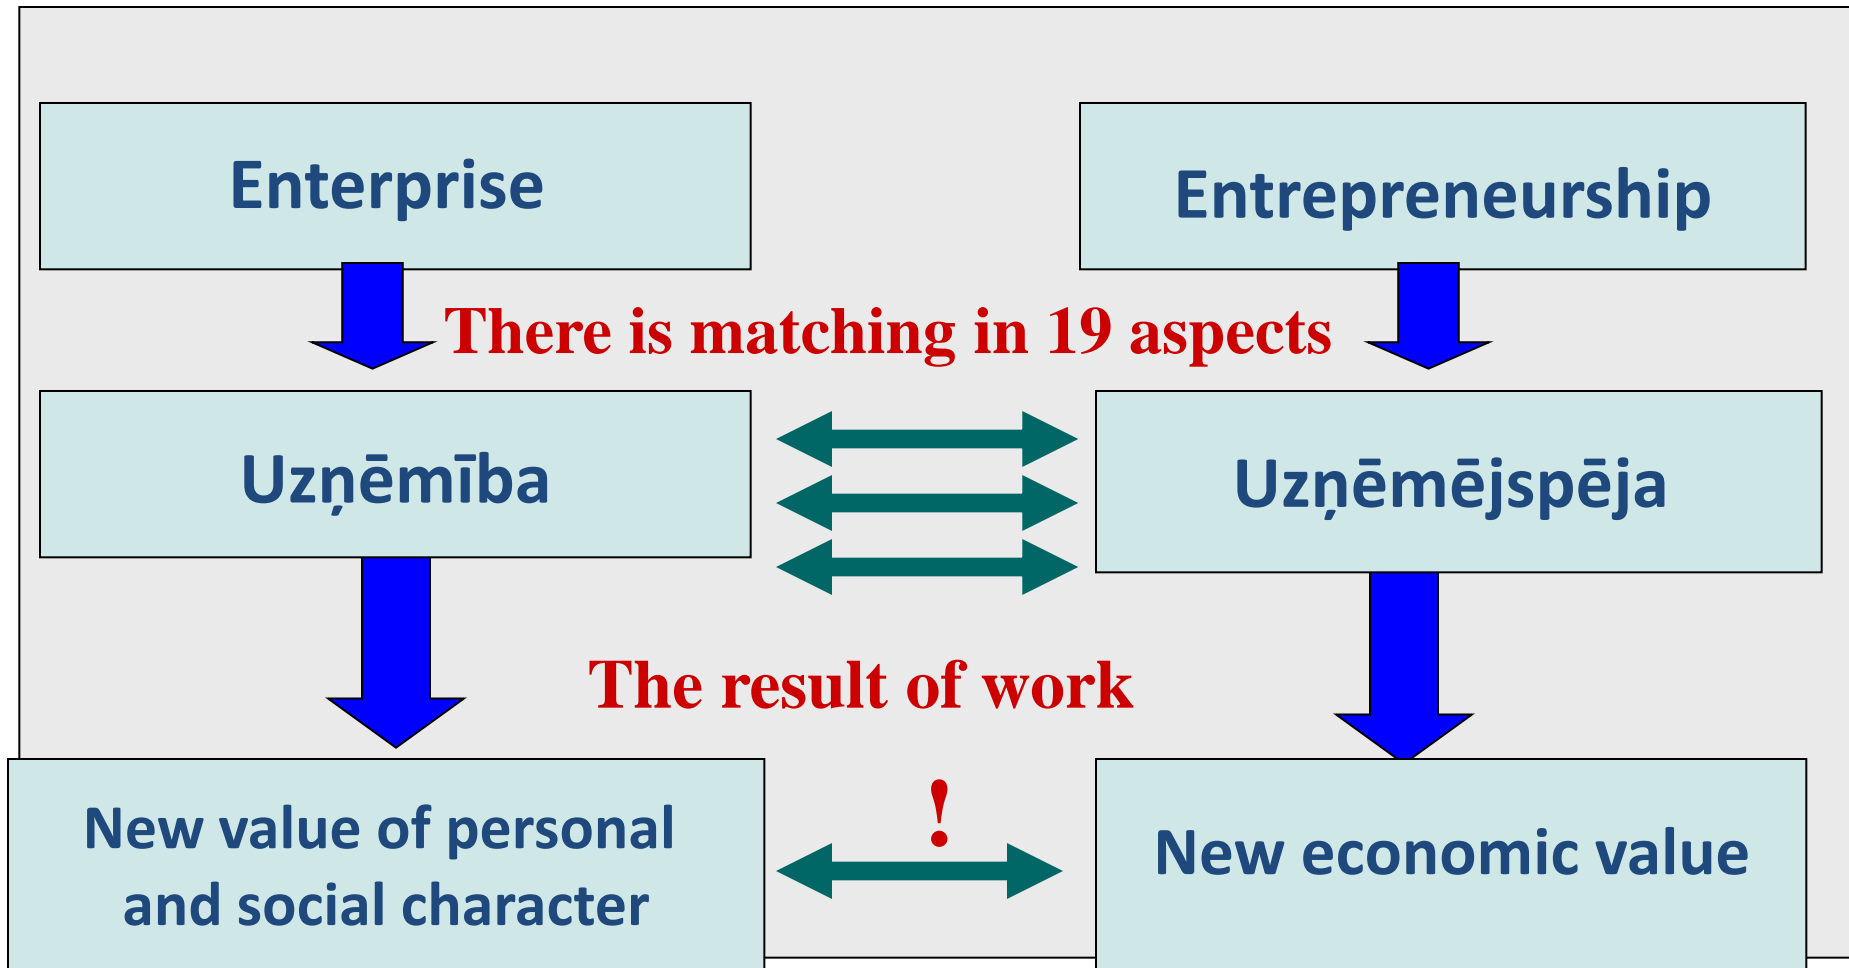 Enterprise
Entrepreneurship
There is matching in 19 aspects
Uzņēmība
Uzņēmējspēja
The result of work
New value of personal
and social character
!
New economic value